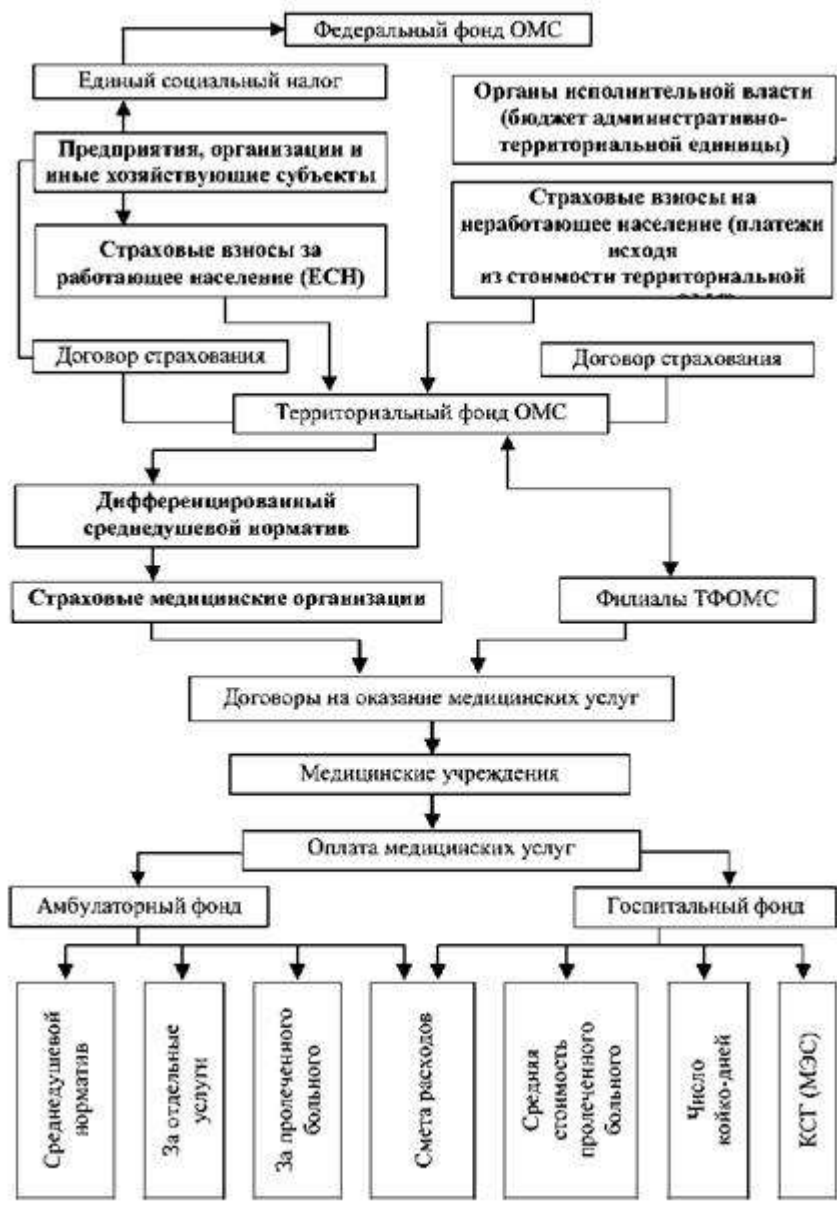 Федеральный фонд ОМС
Единый социальный налог
Органы исполнительной власти
(бюджет административно-
территориальной единицы)
Предприятия, организации и
иные хозяйствующие субъекты
Страховые взносы на
неработающее население (платежи
исходя
из стоимости территориальной
Страховые взносы за
работающее население (ЕСН)
Договор страхования
Договор страхования
Территориальный фонд ОМС
Дифференцированный
среднедушевой норматив
Страховые медицинские организации
Филиалы ТФОМС
Договоры на оказание медицинских услуг
Медицинские учреждения
Оплата медицинских услуг
Амбулаторный фонд
Госпитальный фонд
Среднедушевой
норматив
За отдельные
услуги
За пролеченного
больного
Смета расходов
Средняя
стоимость
пролеченного
больного
Число
койко-дней
КСГ (МЭС)